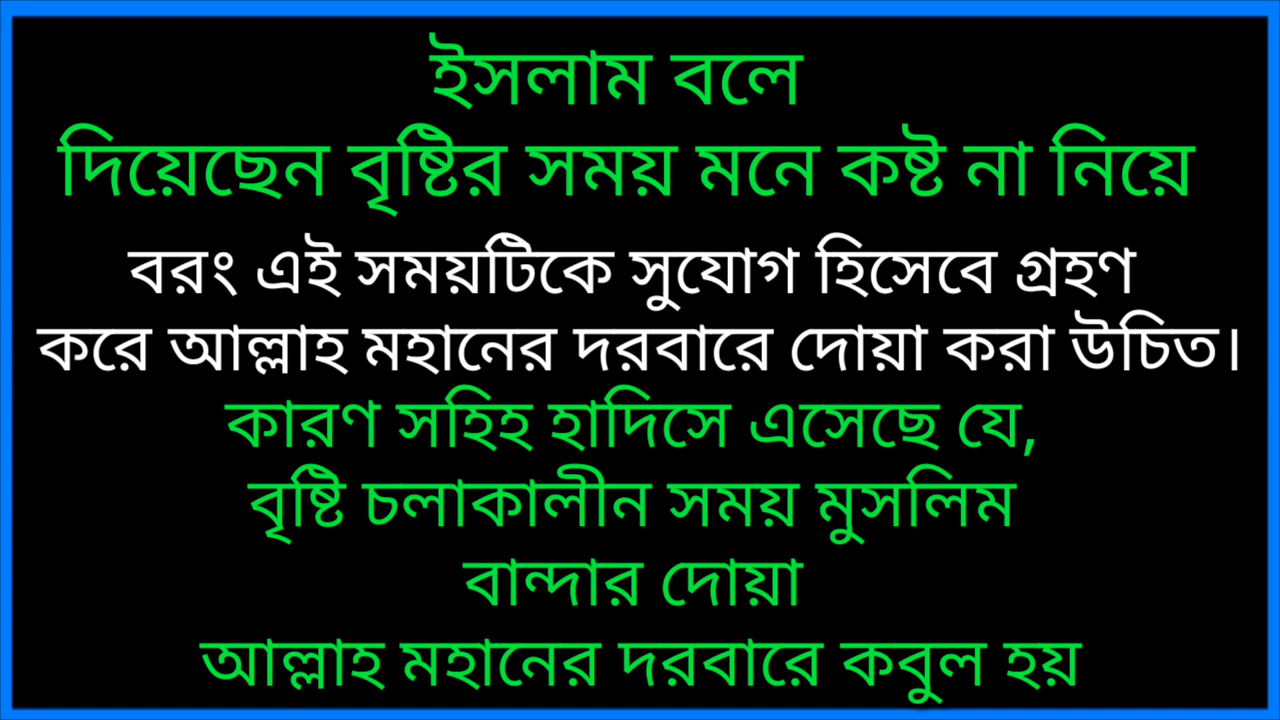 ইসলাম বলে
দিয়েছেন বৃষ্টির সময় মনে কষ্ট না নিয়ে
বরং এই সময়টিকে সুযোগ হিসেবে গ্রহণ
করে আল্লাহ মহানের দরবারে দোয়া করা উচিত।
কারণ সহিহ হাদিসে এসেছে যে,
বৃষ্টি চলাকালীন সময় মুসলিম
বান্দার দোয়া
আল্লাহ মহানের দরবারে কবুল হয়